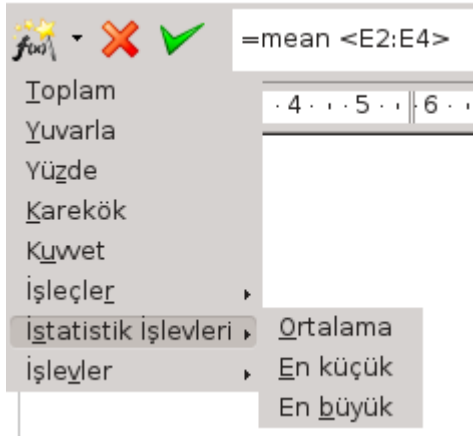 f(x) =mean <E2:E4>
Toplam
· 4 · ı · 5 · ı · 6 · ı
Yuvarla
Yüzde
Karekök
Kuvvet
İşleçler
İstatistik İşlevleri
Ortalama
İşlevler
En küçük
En büyük